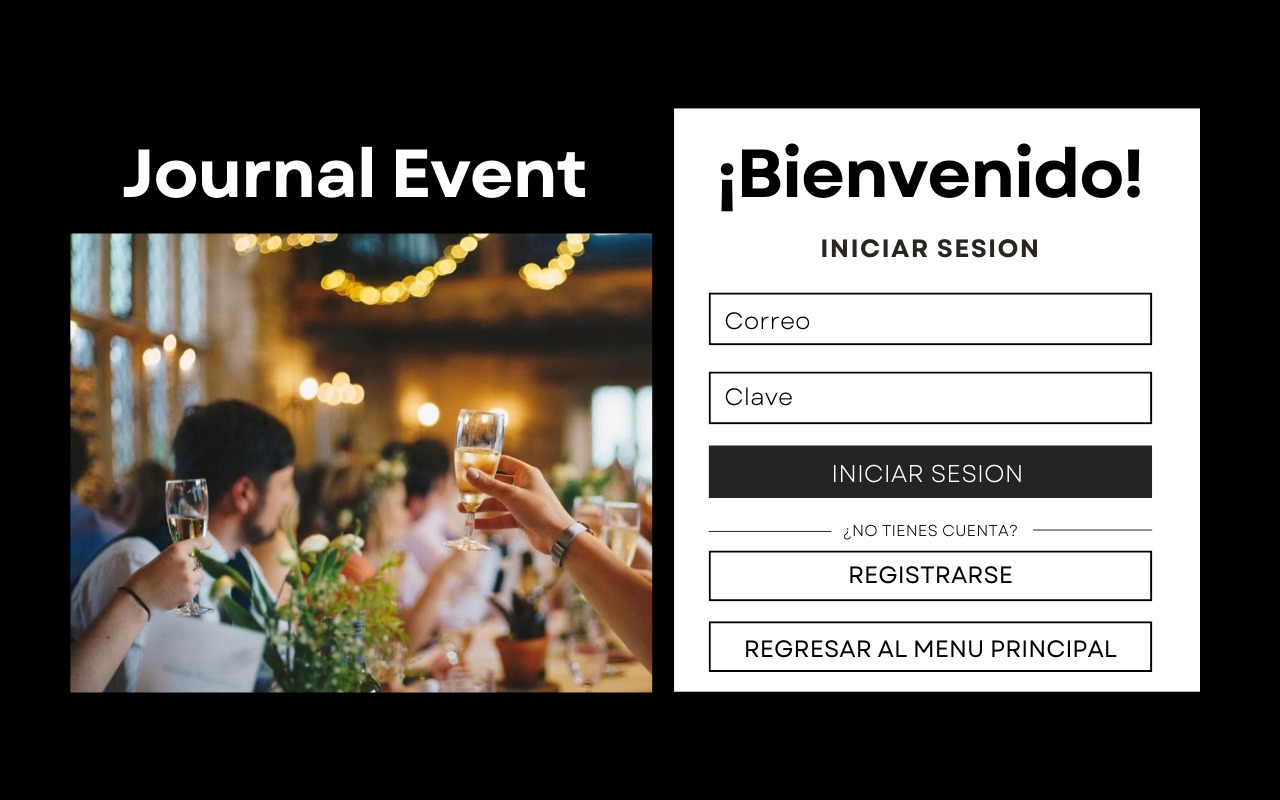 Journal Event
¡Bienvenido!
INICIAR SESION
Correo
Clave
INICIAR SESION
¿NO TIENES CUENTA?
REGISTRARSE
REGRESAR AL MENU PRINCIPAL